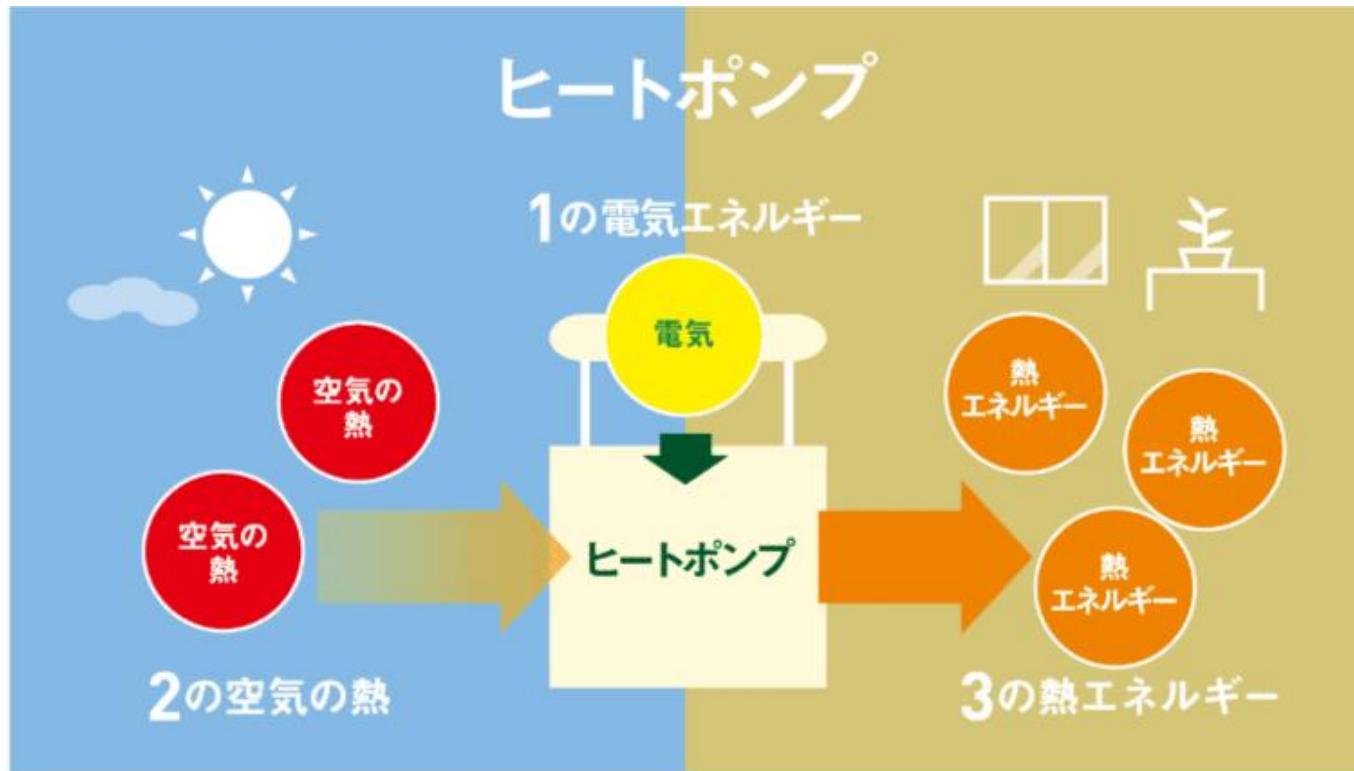 ヒートポンプ
1の電気エネルギー
電気
空気の
熱
空気の
熱
ヒートポンプ
熱
エネルギー
熱
エネルギー
熱
エネルギー
2の空気の熱
3の熱エネルギー